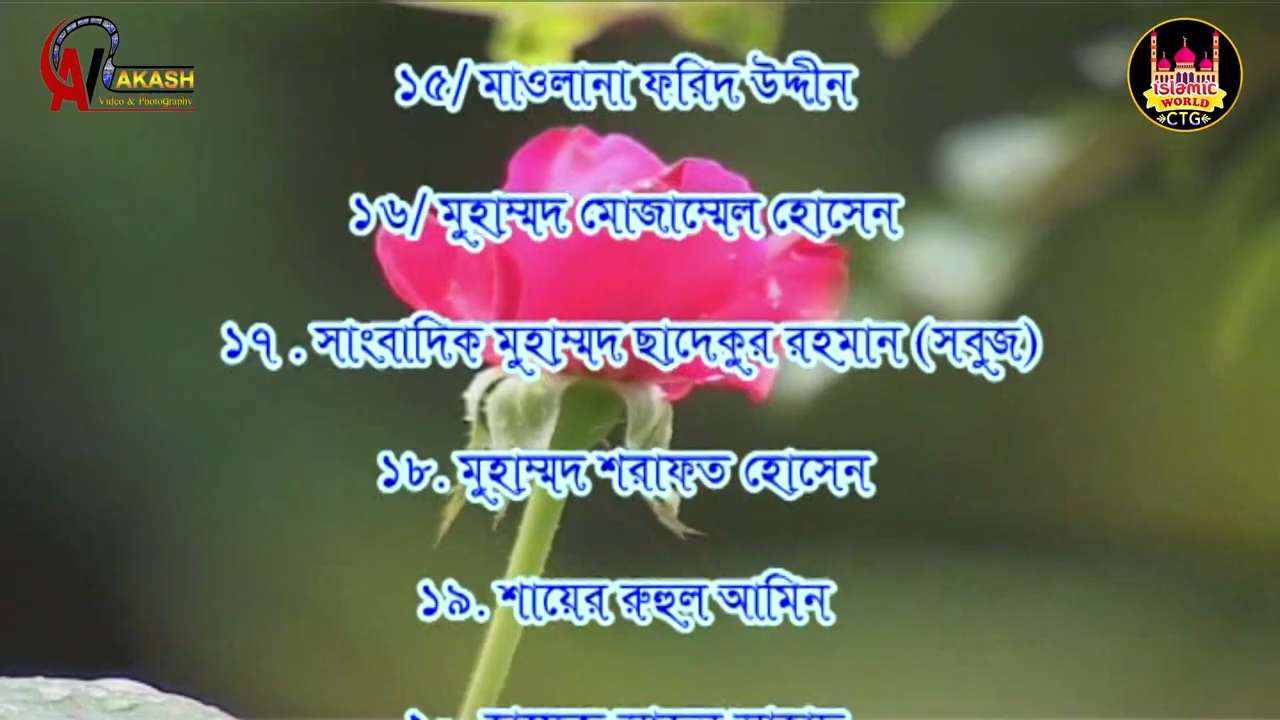 AKASH
Video & Photography
islamic
WORLD
CTG
১৫/ মাওলানা ফরিদ উদ্দীন
১৬/ মুহাম্মদ মোজাম্মেল হোসেন
১৭ . সাংবাদিক মুহাম্মদ ছাদেকুর রহমান (সবুজ)
১৮. মুহাম্মদ শরাফত হোসেন
১৯. শায়ের রুহুল আমিন